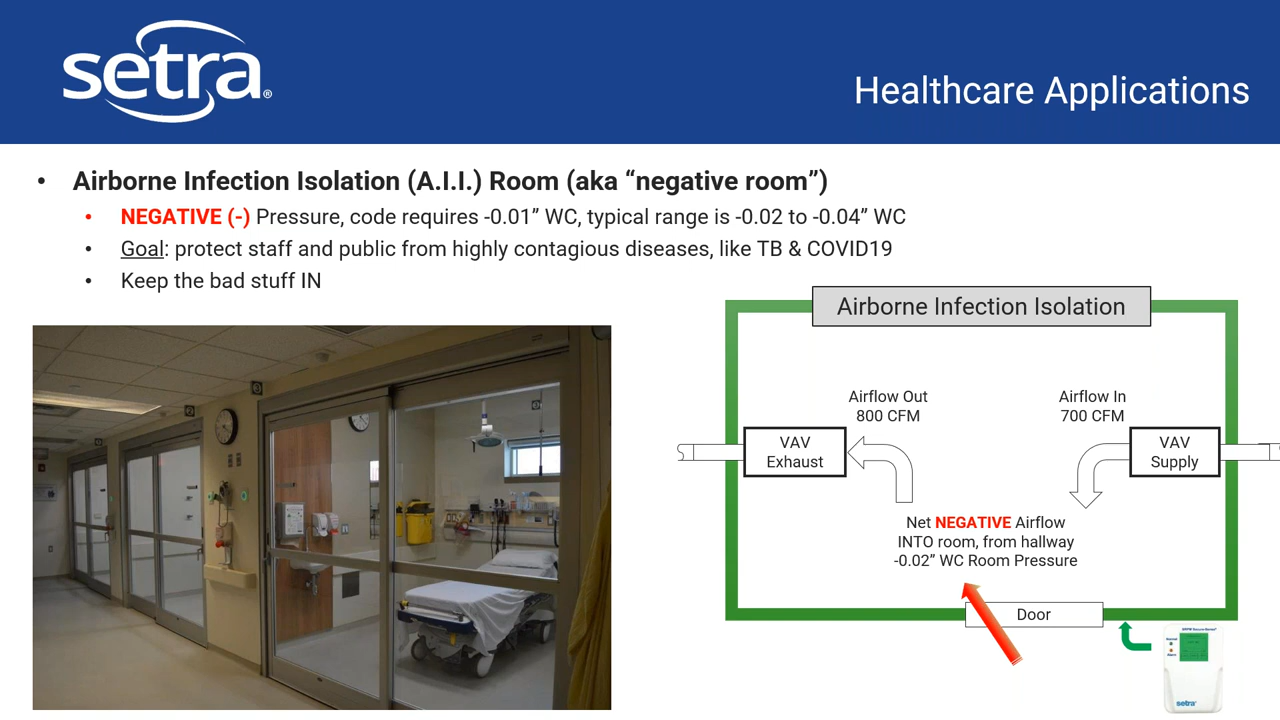 setra®
Healthcare Applications
• Airborne Infection Isolation (A.I.I.) Room (aka “negative room”)
• NEGATIVE (-) Pressure, code requires -0.01” WC, typical range is -0.02 to -0.04” WC
• Goal: protect staff and public from highly contagious diseases, like TB & COVID19
• Keep the bad stuff IN
Airborne Infection Isolation
Airflow Out
800 CFM
Airflow In
700 CFM
VAV
Exhaust
VAV
Supply
Net NEGATIVE Airflow
INTO room, from hallway
-0.02” WC Room Pressure
Door
setra